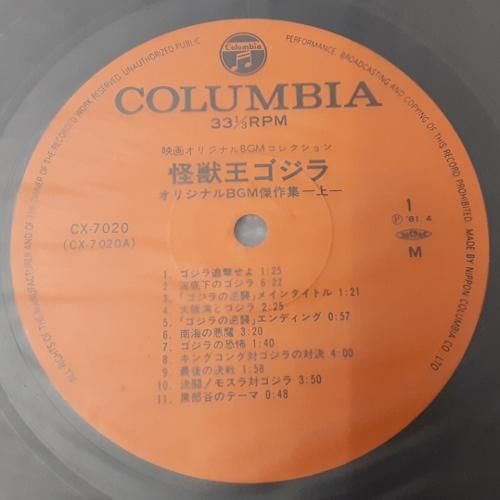 Columbia
COLUMBIA
33⅓RPM
映画オリジナルBGMコレクション
怪獣王ゴジラ
オリジナルBGM傑作集—上—
CX-7020
(CX-7020A)
1
Ⓟ '81. 4
M
1. ゴジラ追撃せよ 1:25
2. 海底下のゴジラ 6:22
3. 「ゴジラの逆襲」メインタイトル 1:21
4. 大阪湾とゴジラ 2:25
5. 「ゴジラの逆襲」エンディング 0:57
6. 南海の悪魔 3:20
7. ゴジラの恐怖 1:40
8. キングコング対ゴジラの対決 4:00
9. 最後の決戦 1:58
10. 決闘!モスラ対ゴジラ 3:50
11. 黒部谷のテーマ 0:48
ALL RIGHTS OF THE MANUFACTURER AND OF THE OWNER OF THE RECORDED WORK RESERVED. UNAUTHORIZED PUBLIC PERFORMANCE, BROADCASTING AND COPYING OF THIS RECORD PROHIBITED. MADE BY NIPPON COLUMBIA CO. LTD